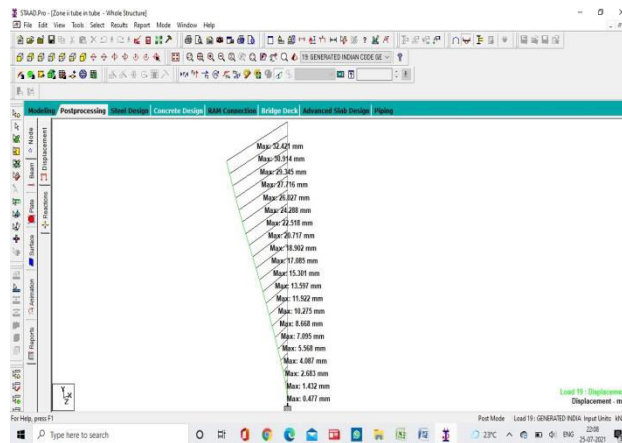 STAAD.Pro - [Zone iv tube in tube - Whole Structure]
File Edit View Tools Select Results Report Mode Window Help
19: GENERATED INDIAN CODE GE
Modeling Postprocessing Steel Design Concrete Design RAM Connection Bridge Deck Advanced Slab Design Piping
Node
Displacement
Beam
Reactions
Plate
Surface
Animation
Reports
Max: 32.421 mm
Max: 30.914 mm
Max: 29.345 mm
Max: 27.716 mm
Max: 26.027 mm
Max: 24.288 mm
Max: 22.518 mm
Max: 20.717 mm
Max: 18.902 mm
Max: 17.085 mm
Max: 15.301 mm
Max: 13.597 mm
Max: 11.922 mm
Max: 10.275 mm
Max: 8.668 mm
Max: 7.095 mm
Max: 5.568 mm
Max: 4.087 mm
Max: 2.683 mm
Max: 1.432 mm
Max: 0.477 mm
Y
X
Z
Load 19 : Displacement
Displacement - m
For Help, press F1
Post Mode Load 19 : GENERATED INDIA Input Units: kN
Type here to search
23°C
ENG
22:08
25-07-2021